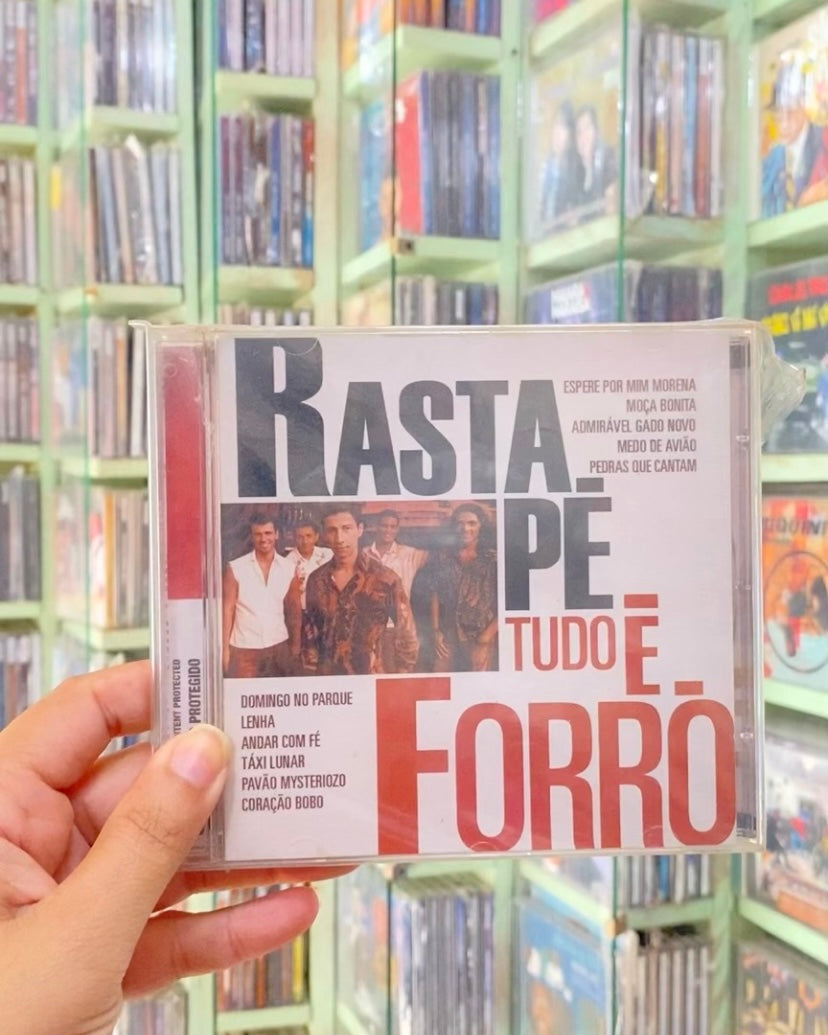 RASTA
PÉ
TUDO É
FORRÓ
ESPERE POR MIM MORENA
MOÇA BONITA
ADMIRÁVEL GADO NOVO
MEDO DE AVIÃO
PEDRAS QUE CANTAM
DOMINGO NO PARQUE
LENHA
ANDAR COM FÉ
TÁXI LUNAR
PAVÃO MYSTERIOZO
CORAÇÃO BOBO
PROTECTED
PROTEGIDO